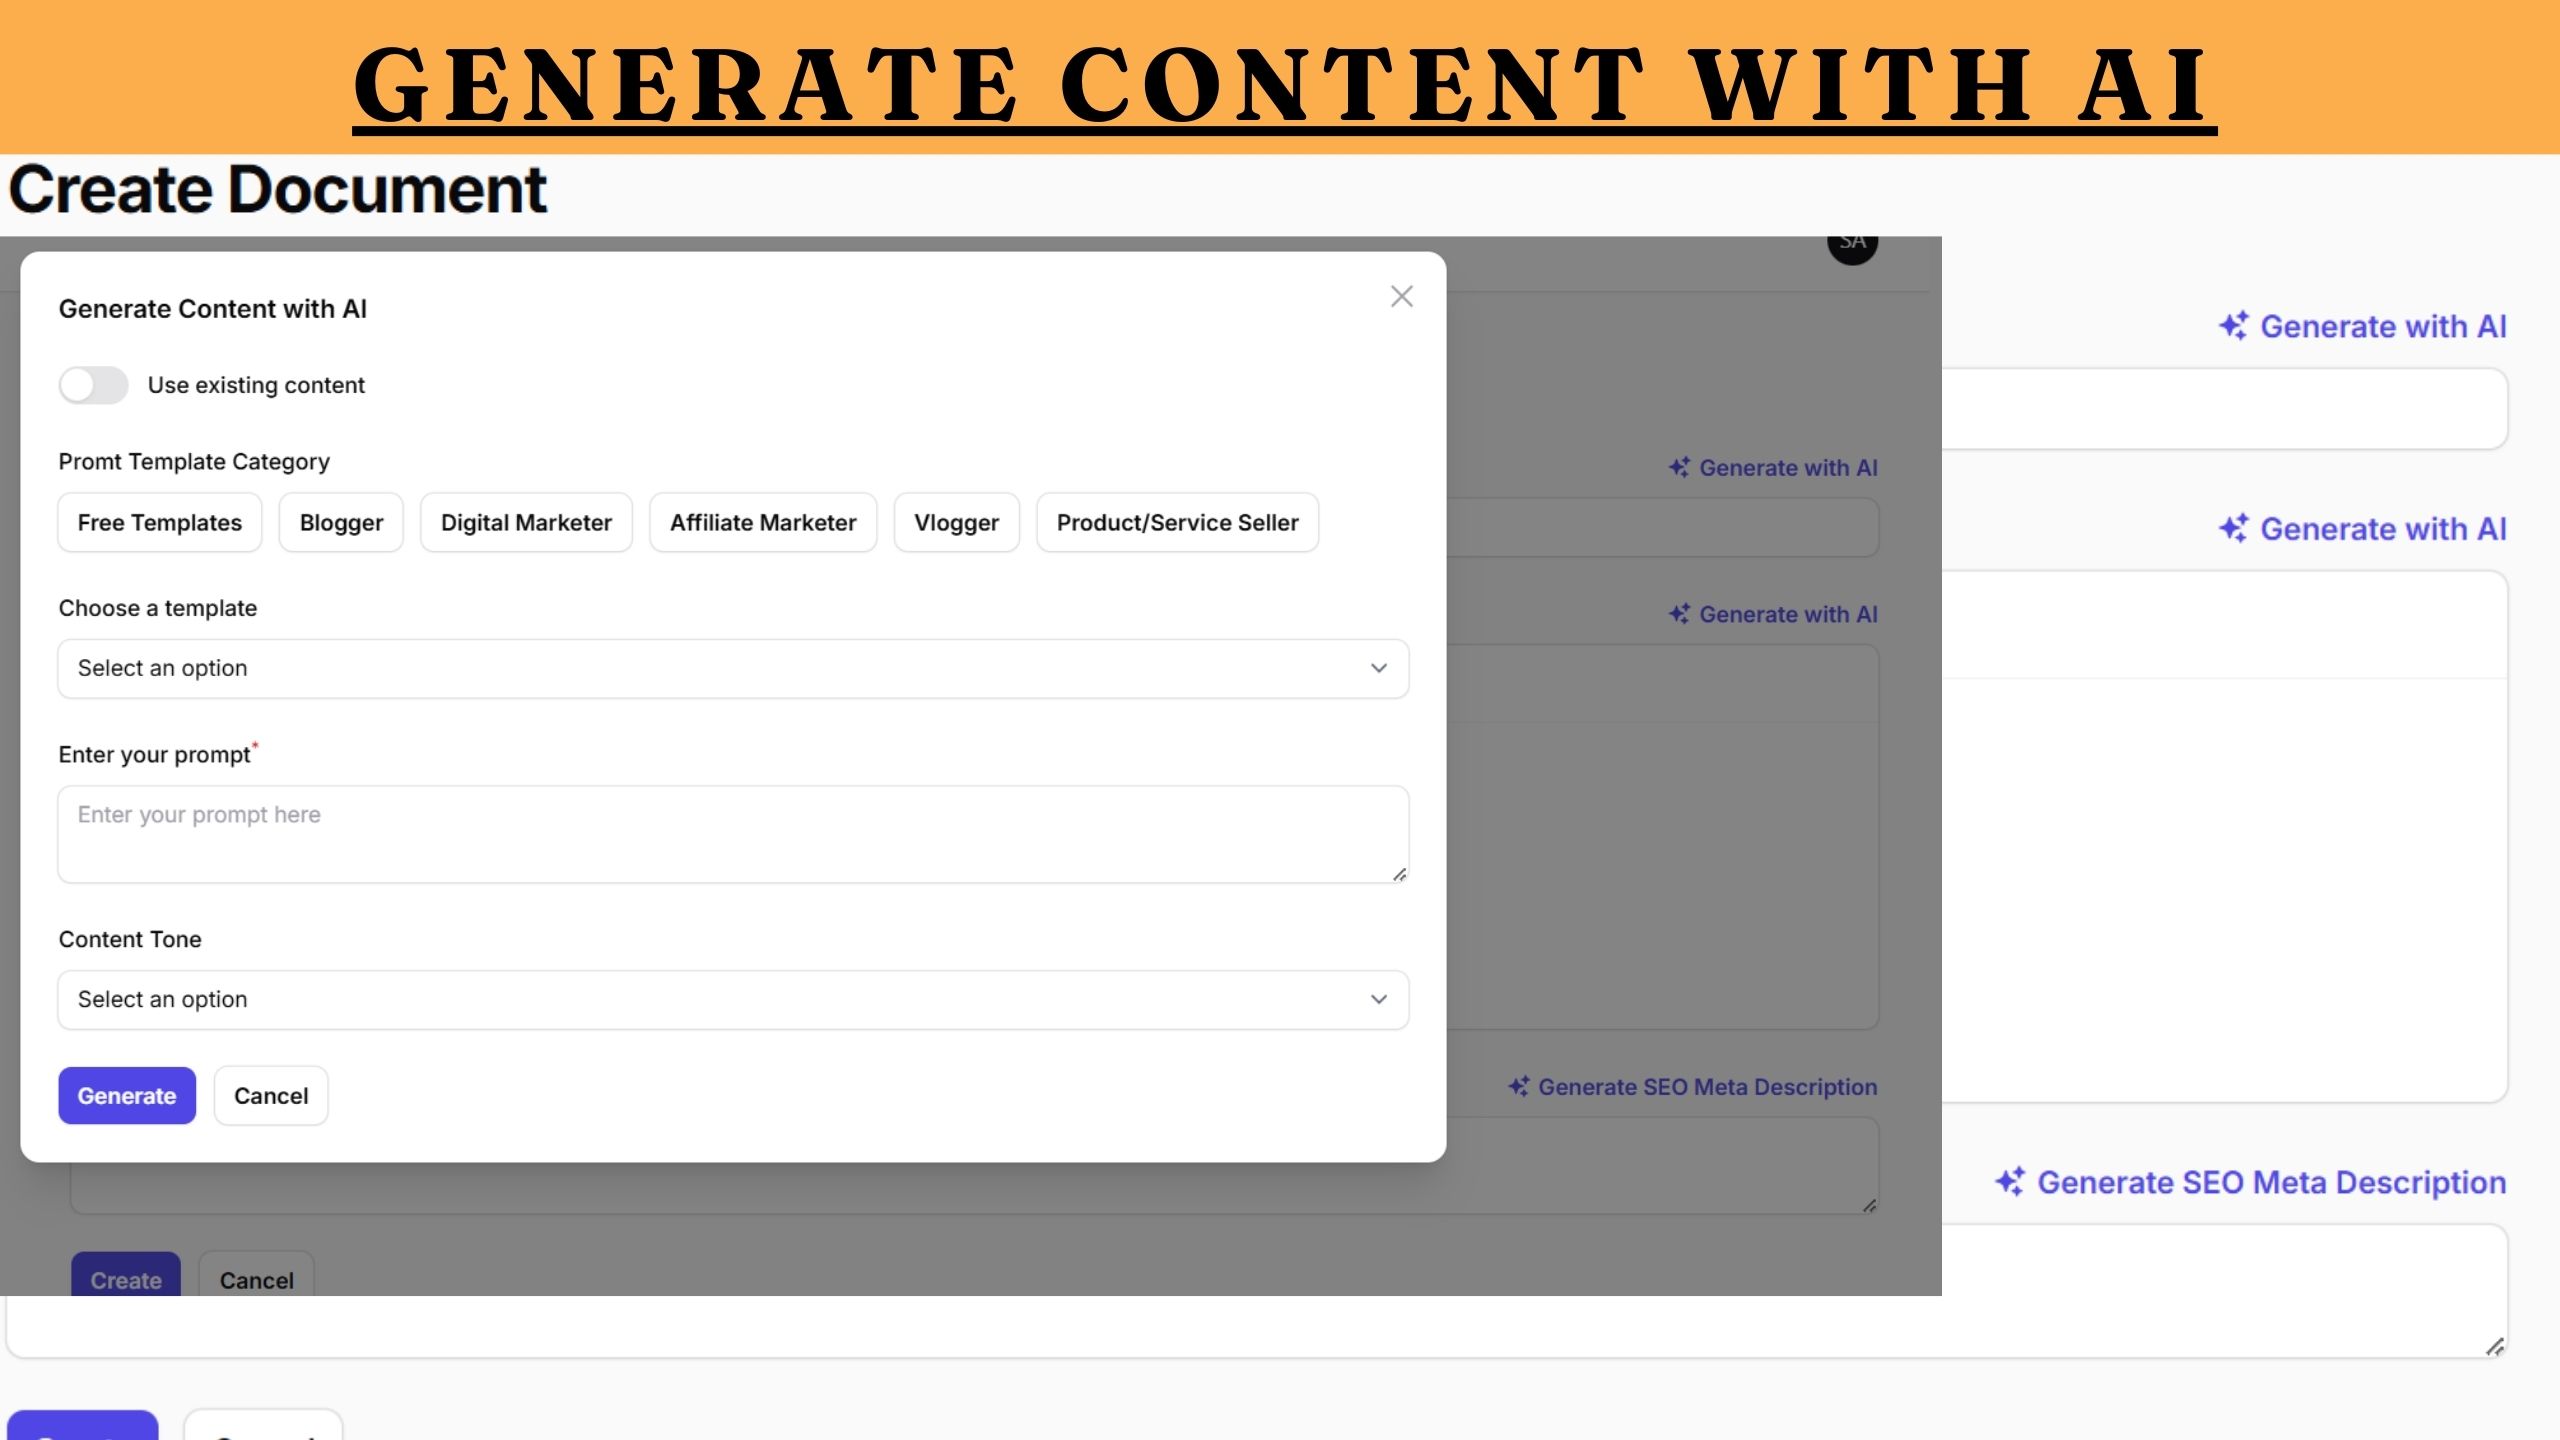 GENERATE CONTENT WITH AI
Create Document
SA
Generate Content with AI
Generate with AI
Use existing content
Promt Template Category
Generate with AI
Free Templates Blogger Digital Marketer Affiliate Marketer Vlogger Product/Service Seller
Generate with AI
Choose a template
Generate with AI
Select an option
Enter your prompt*
Enter your prompt here
Content Tone
Select an option
Generate SEO Meta Description
Generate Cancel
Generate SEO Meta Description
Create Cancel